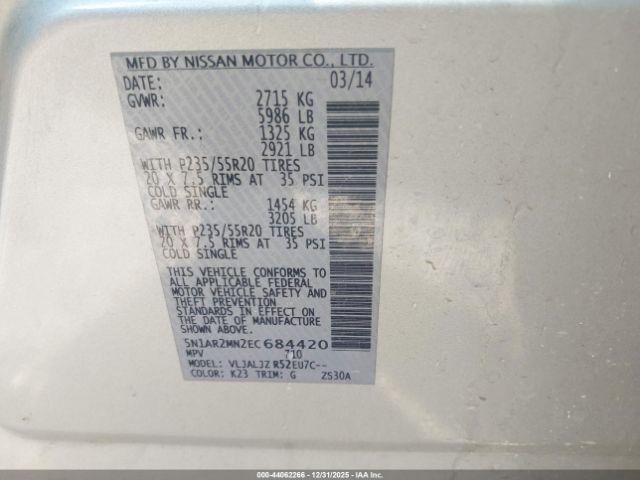 MFD BY NISSAN MOTOR CO., LTD.
DATE: 03/14
GVWR: 2715 KG
5986 LB
GAWR FR.: 1325 KG
2921 LB
WITH P235/55R20 TIRES
20 X 7.5 RIMS AT 35 PSI
COLD SINGLE
GAWR RR.: 1454 KG
3205 LB
WITH P235/55R20 TIRES
20 X 7.5 RIMS AT 35 PSI
COLD SINGLE
THIS VEHICLE CONFORMS TO
ALL APPLICABLE FEDERAL
MOTOR VEHICLE SAFETY AND
THEFT PREVENTION
STANDARDS IN EFFECT ON
THE DATE OF MANUFACTURE
SHOWN ABOVE.
5N1AR2MN2EC684420
MPV 710
MODEL: VLJALJZ R52EU7C--
COLOR: K23 TRIM: G ZS30A
000-44062266 - 12/31/2025 - IAAI.COM